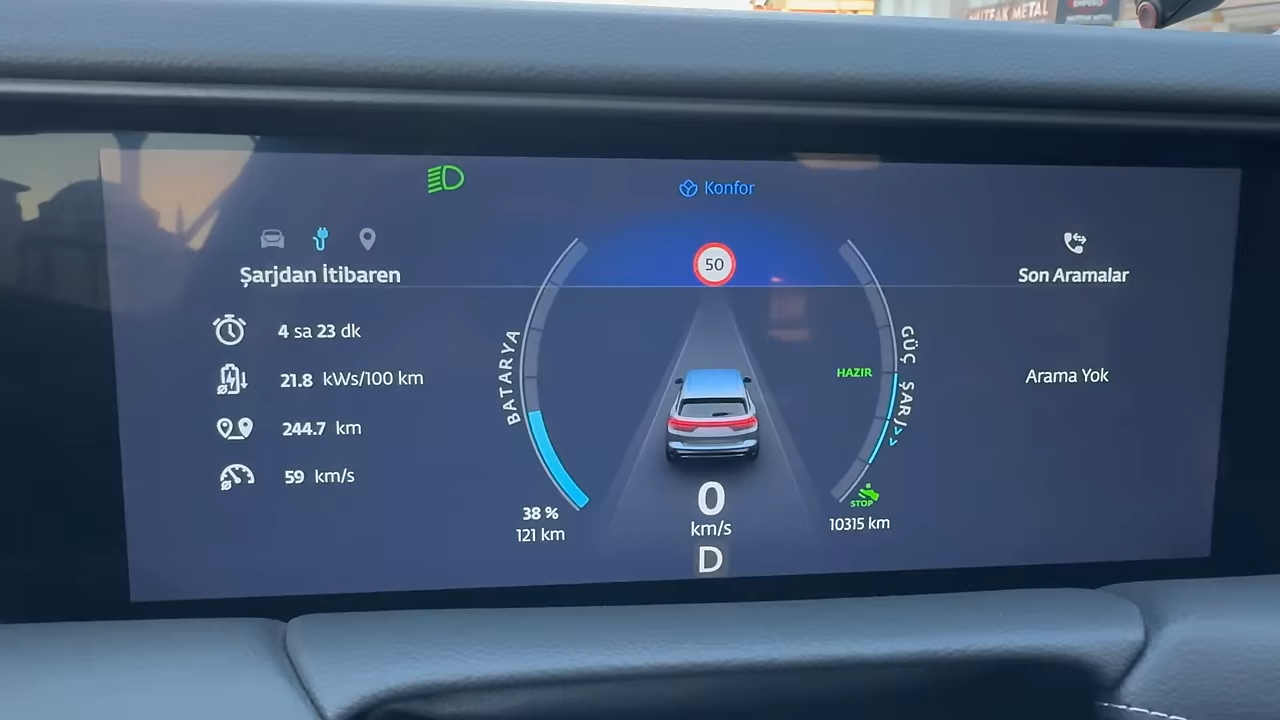 METAL
Konfor
Şarjdan İtibaren
50
Son Aramalar
4 sa 23 dk
21.8 kWs/100 km
244.7 km
59 km/s
BATARYA
GÜÇ
ŞARJ>>
HAZIR
Arama Yok
38 %
121 km
0
km/s
D
STOP
10315 km